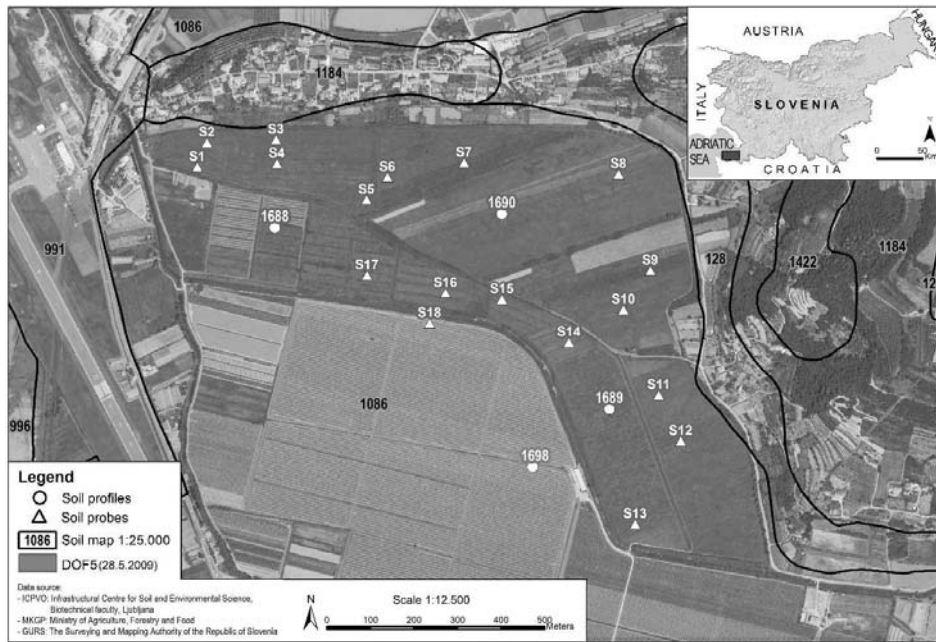 1086
1184
AUSTRIA
HUNGARY
ITALY
SLOVENIA
ADRIATIC
SEA
CROATIA
N
0 50
Km
S2
S3
S1
S4
S6
S7
S8
S5
1688
1690
991
128
1422
1184
12
S17
S16
S15
S9
S10
S18
S14
1086
1689
S11
S12
996
1698
S13
Legend
Soil profiles
Soil probes
1086 Soil map 1:25.000
DOF5 (28.5.2009)
Data source:
- ICPVO: Infrastructural Centre for Soil and Environmental Science,
Biotechnical faculty, Ljubljana
- MKGP: Ministry of Agriculture, Forestry and Food
- GURS: The Surveying and Mapping Authority of the Republic of Slovenia
N
Scale 1:12.500
0 100 200 300 400 500
Meters